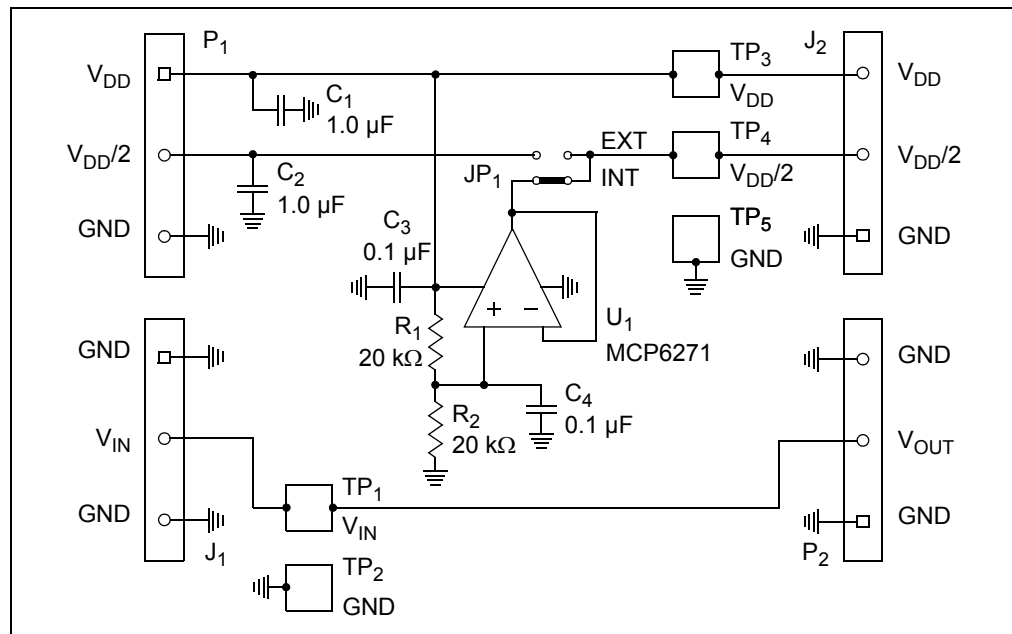 P1
VDD
C1
1.0 µF
VDD/2
C2
1.0 µF
GND
TP3
VDD
J2
VDD
EXT
TP4
VDD/2
VDD/2
JP1
INT
TP5
GND
GND
C3
0.1 µF
+
−
U1
MCP6271
R1
20 kΩ
R2
20 kΩ
C4
0.1 µF
GND
VIN
GND
J1
TP1
VIN
TP2
GND
GND
VOUT
GND
P2